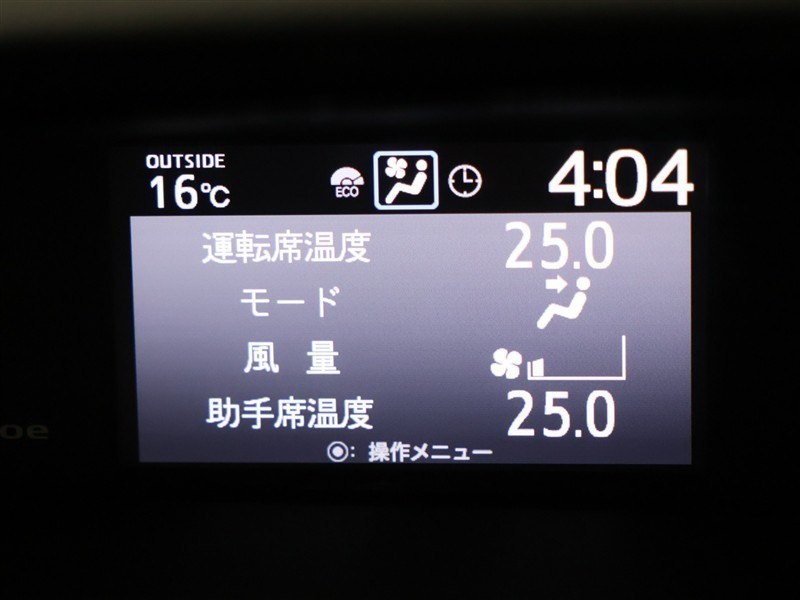 OUTSIDE
16℃
ECO
4:04
運転席温度 25.0
モード
風 量
助手席温度 25.0
◉: 操作メニュー
oe